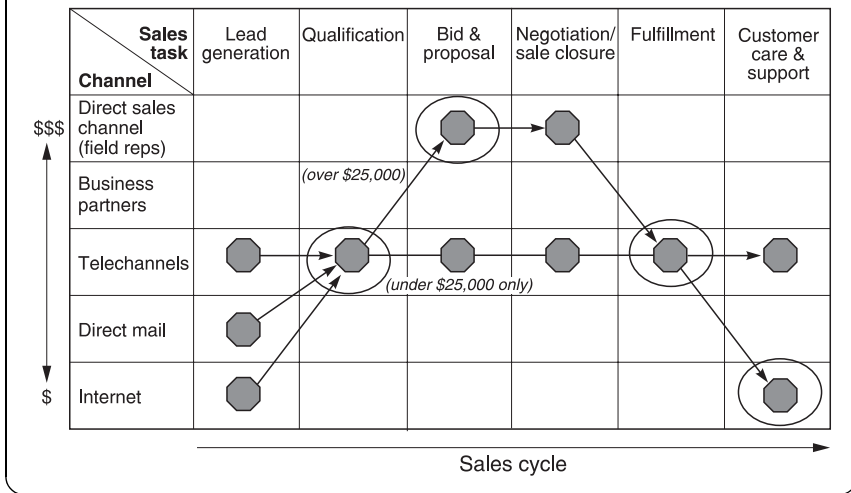 Sales
task
Channel
Lead
generation
Qualification
Bid &
proposal
Negotiation/
sale closure
Fulfillment
Customer
care &
support
$$$
Direct sales
channel
(field reps)
(over $25,000)
Business
partners
Telechannels
(under $25,000 only)
Direct mail
$
Internet
Sales cycle